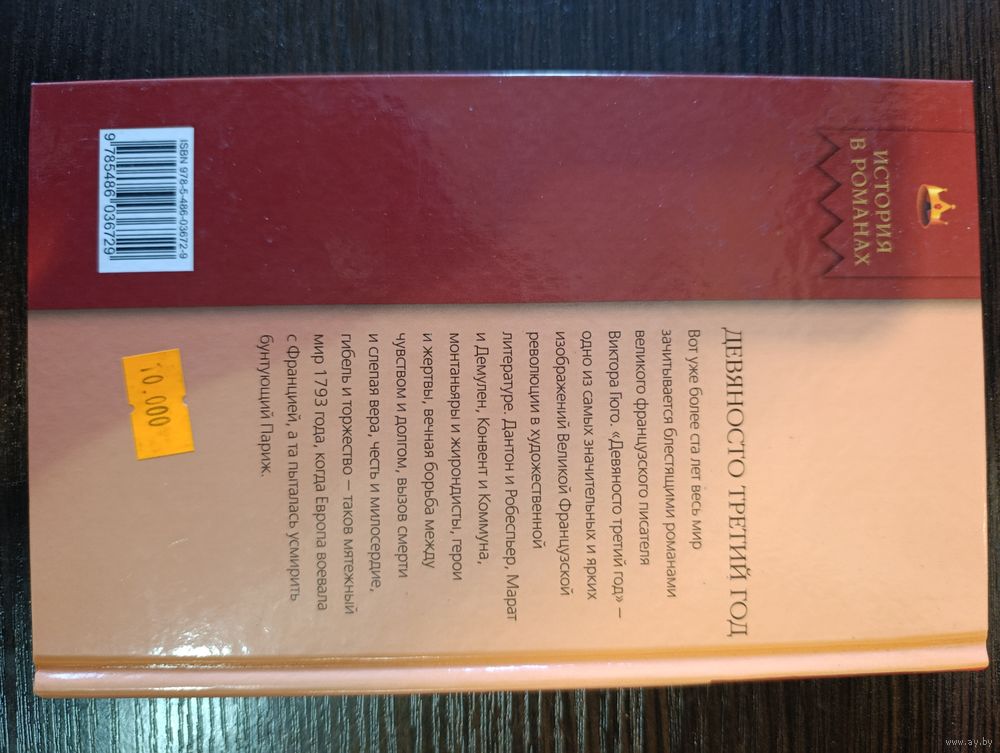 ИСТОРИЯ
В РОМАНАХ
ДЕВЯНОСТО ТРЕТИЙ ГОД
Вот уже более ста лет весь мир
зачитывается блестящими романами
великого французского писателя
Виктора Гюго. «Девяносто третий год» –
одно из самых значительных и ярких
изображений Великой Французской
революции в художественной
литературе. Дантон и Робеспьер, Марат
и Демулен, Конвент и Коммуна,
монтаньяры и жирондисты, герои
и жертвы, вечная борьба между
чувством и долгом, вызов смерти
и слепая вера, честь и милосердие,
гибель и торжество – таков мятежный
мир 1793 года, когда Европа воевала
с Францией, а та пыталась усмирить
бунтующий Париж.
ISBN 978-5-486-03672-9
9 785486 036729
10.000
www.ay.by